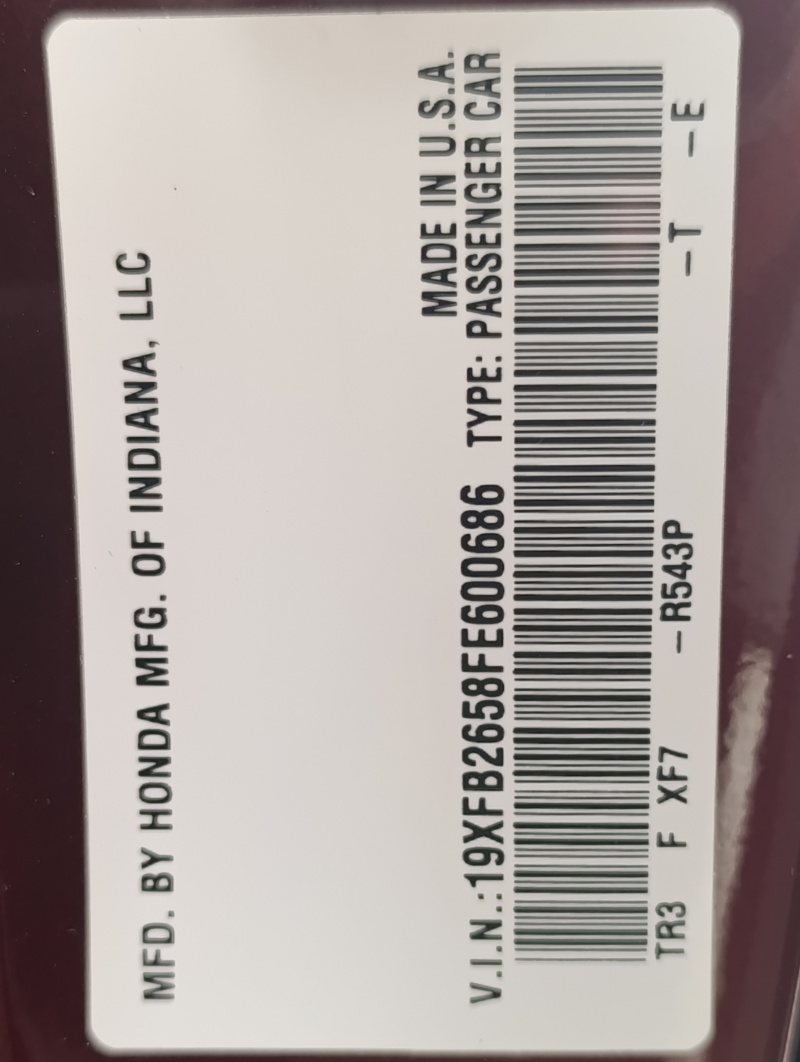 MFD. BY HONDA MFG. OF INDIANA, LLC
MADE IN U.S.A.
V.I.N.:19XFB2658FE600686 TYPE: PASSENGER CAR
TR3 F XF7 –R543P –T –E